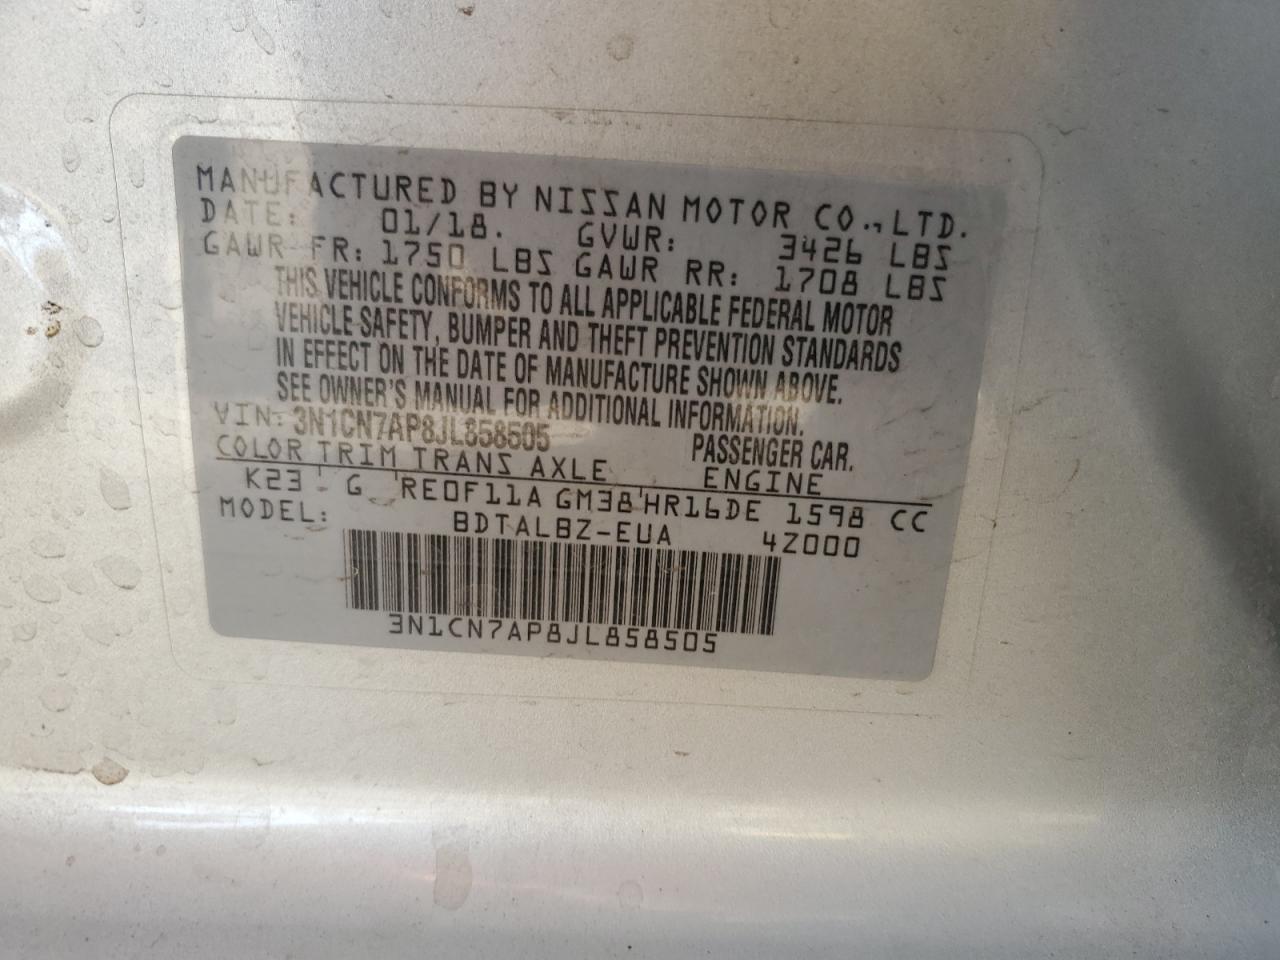 MANUFACTURED BY NISSAN MOTOR CO.,LTD.
DATE: 01/18. GVWR: 3426 LBS
GAWR FR: 1750 LBS GAWR RR: 1708 LBS
THIS VEHICLE CONFORMS TO ALL APPLICABLE FEDERAL MOTOR
VEHICLE SAFETY, BUMPER AND THEFT PREVENTION STANDARDS
IN EFFECT ON THE DATE OF MANUFACTURE SHOWN ABOVE.
SEE OWNER'S MANUAL FOR ADDITIONAL INFORMATION.
VIN: 3N1CN7AP8JL858505 PASSENGER CAR.
COLOR TRIM TRANS AXLE ENGINE
K23 G RE0F11A GM38 HR16DE 1598 CC
MODEL: BDTALBZ-EUA 4Z000
3N1CN7AP8JL858505